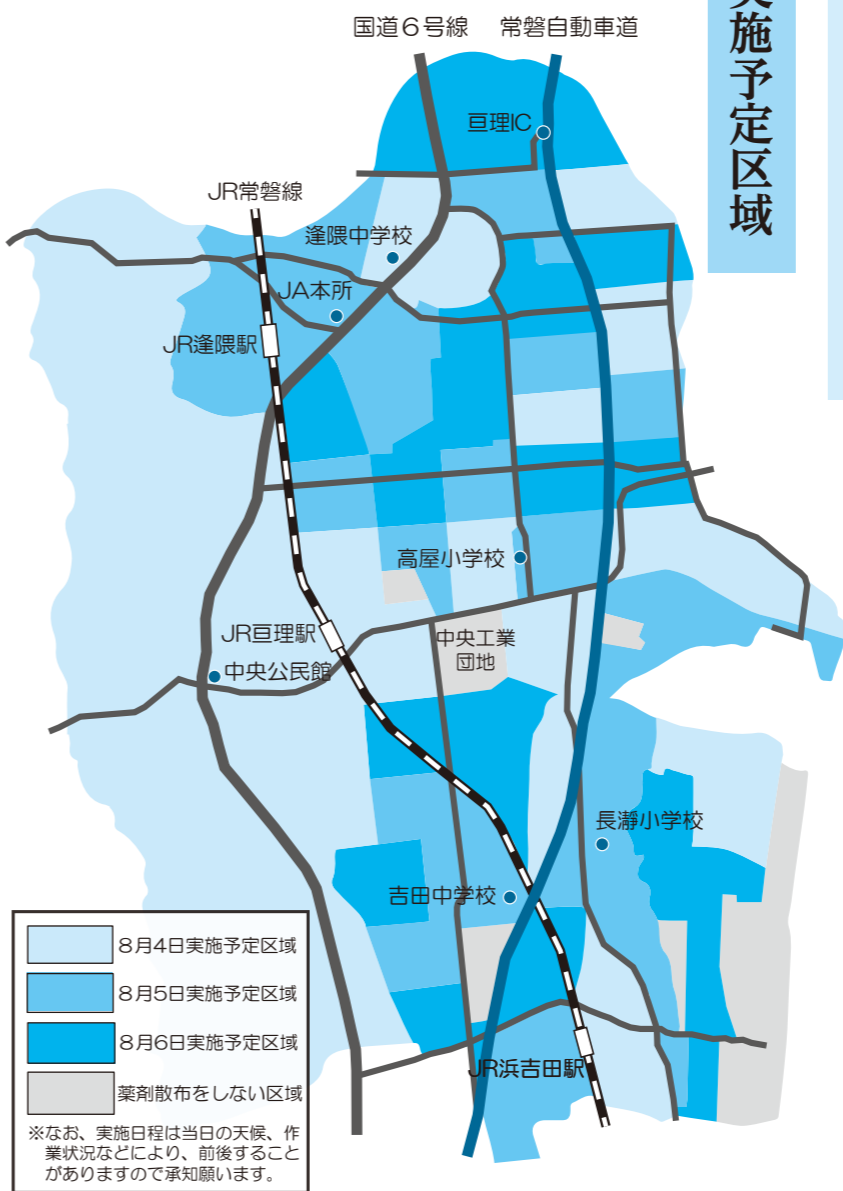 実施予定区域
国道6号線
常磐自動車道
亘理IC
JR常磐線
逢隈中学校
JA本所
JR逢隈駅
高屋小学校
JR亘理駅
中央工業
団地
中央公民館
長瀞小学校
吉田中学校
JR浜吉田駅
8月4日実施予定区域
8月5日実施予定区域
8月6日実施予定区域
薬剤散布をしない区域
※なお、実施日程は当日の天候、作
業状況などにより、前後すること
がありますので承知願います。